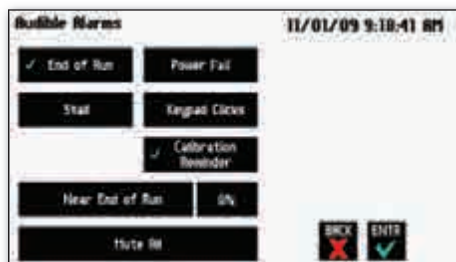 Audible Alarms 11/01/09 9:18:41 AM
End of Run Power Fail
Stall Keypad Clicks
Calibration
Reminder
Near End of Run 0%
Mute All
BACK ENTR